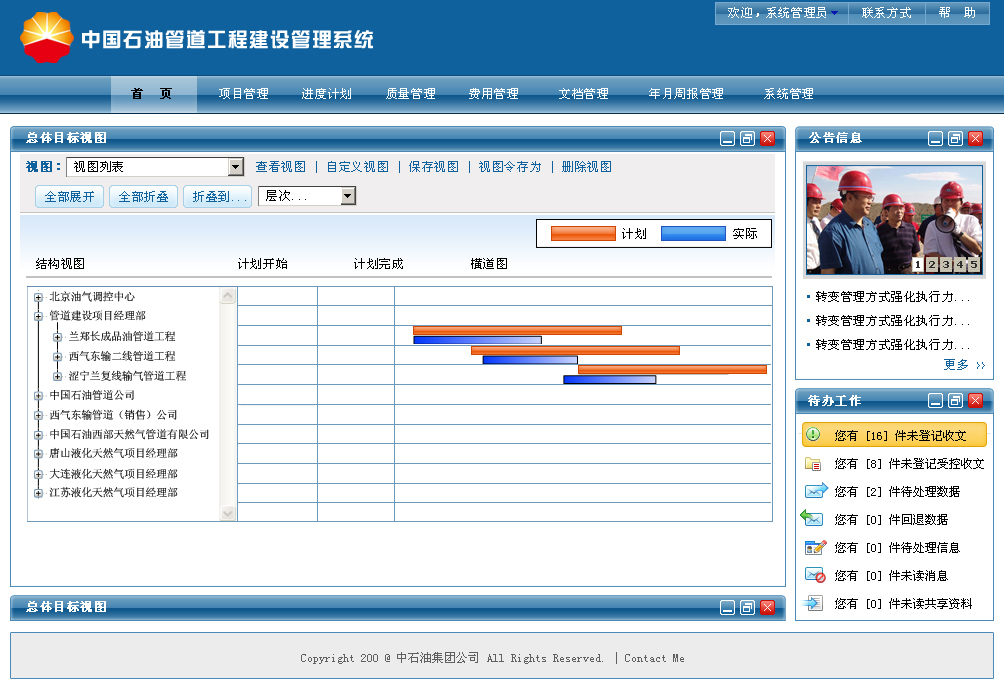 欢迎，系统管理员 联系方式 帮 助
中国石油管道工程建设管理系统
首 页 项目管理 进度计划 质量管理 费用管理 文档管理 年月周报管理 系统管理
总体目标视图
视图： 视图列表 查看视图 | 自定义视图 | 保存视图 | 视图令存为 | 删除视图
全部展开 全部折叠 折叠到... 层次...
计划 实际
结构视图 计划开始 计划完成 横道图
北京油气调控中心
管道建设项目经理部
兰郑长成品油管道工程
西气东输二线管道工程
涩宁兰复线输气管道工程
中国石油管道公司
西气东输管道（销售）公司
中国石油西部天然气管道有限公司
唐山液化天然气项目经理部
大连液化天然气项目经理部
江苏液化天然气项目经理部
公告信息
1 2 3 4 5
· 转变管理方式强化执行力...
· 转变管理方式强化执行力...
· 转变管理方式强化执行力...
更多 >>
待办工作
您有 [16] 件未登记收文
您有 [8] 件未登记受控收文
您有 [2] 件待处理数据
您有 [0] 件回退数据
您有 [0] 件待处理信息
您有 [0] 件未读消息
您有 [0] 件未读共享资料
总体目标视图
Copyright 200 @ 中石油集团公司 All Rights Reserved. | Contact Me